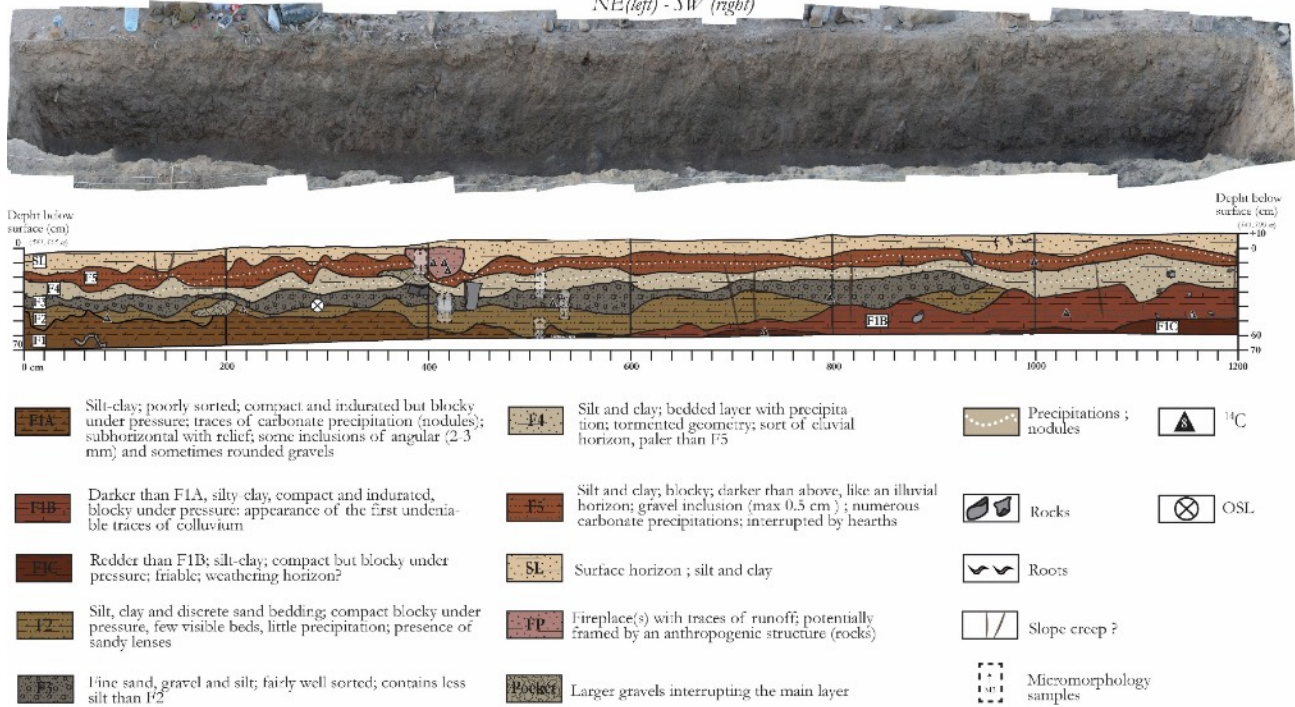 NE(left) - SW (right)
Depht below
surface (cm)
Depht below
surface (cm)
0
+10
0
SL
F5
F4
F3
F2
F1
F1B
F1C
70
60
70
0 cm
200
400
600
800
1000
1200
F1A
Silt-clay; poorly sorted; compact and indurated but blocky
under pressure; traces of carbonate precipitation (nodules);
subhorizontal with relief; some inclusions of angular (2-3
mm) and sometimes rounded gravels
F1B
Darker than F1A, silty-clay, compact and indurated,
blocky under pressure: appearance of the first undenia-
ble traces of colluvium
F1C
Redder than F1B; silt-clay; compact but blocky under
pressure; friable; weathering horizon?
F2
Silt, clay and discrete sand bedding; compact blocky under
pressure, few visible beds, little precipitation; presence of
sandy lenses
F3
Fine sand, gravel and silt; fairly well sorted; contains less
silt than F2
F4
Silt and clay; bedded layer with precipita-
tion; tormented geometry; sort of eluvial
horizon, paler than F5
F5
Silt and clay; blocky; darker than above, like an illuvial
horizon; gravel inclusion (max 0.5 cm ) ; numerous
carbonate precipitations; interrupted by hearths
SL
Surface horizon ; silt and clay
FP
Fireplace(s) with traces of runoff; potentially
framed by an anthropogenic structure (rocks)
Pocket
Larger gravels interrupting the main layer
Precipitations ;
nodules
Rocks
Roots
Slope creep ?
Micromorphology
samples
8
14C
OSL